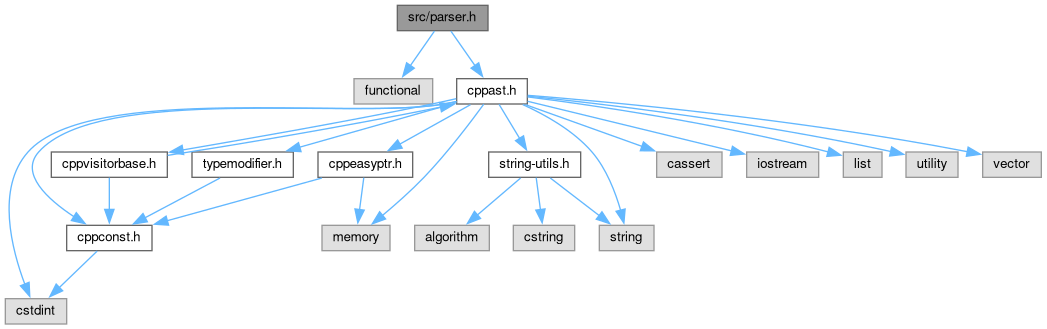 src/parser.h
functional
cppast.h
cppvisitorbase.h
typemodifier.h
cppeasyptr.h
string-utils.h
cassert
iostream
list
utility
vector
cppconst.h
memory
algorithm
cstring
string
cstdint